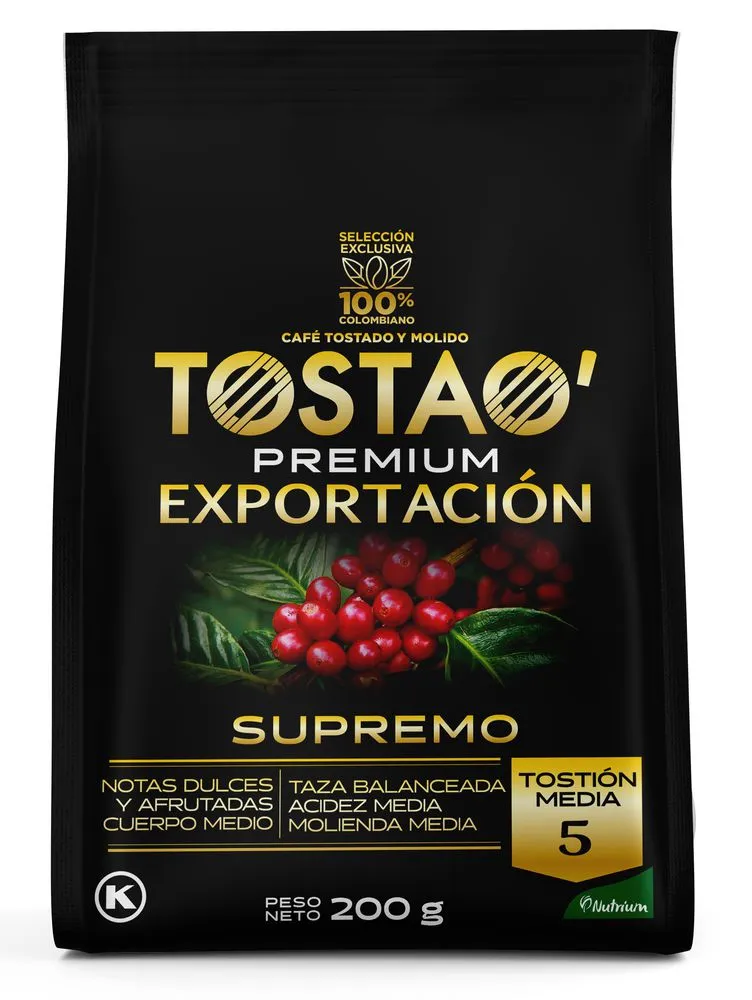 SELECCIÓN
EXCLUSIVA
100%
COLOMBIANO
CAFÉ TOSTADO Y MOLIDO
TOSTAO'
PREMIUM
EXPORTACIÓN
SUPREMO
NOTAS DULCES
Y AFRUTADAS
CUERPO MEDIO
TAZA BALANCEADA
ACIDEZ MEDIA
MOLIENDA MEDIA
TOSTIÓN
MEDIA
5
K
PESO
NETO 200 g
Nutrium